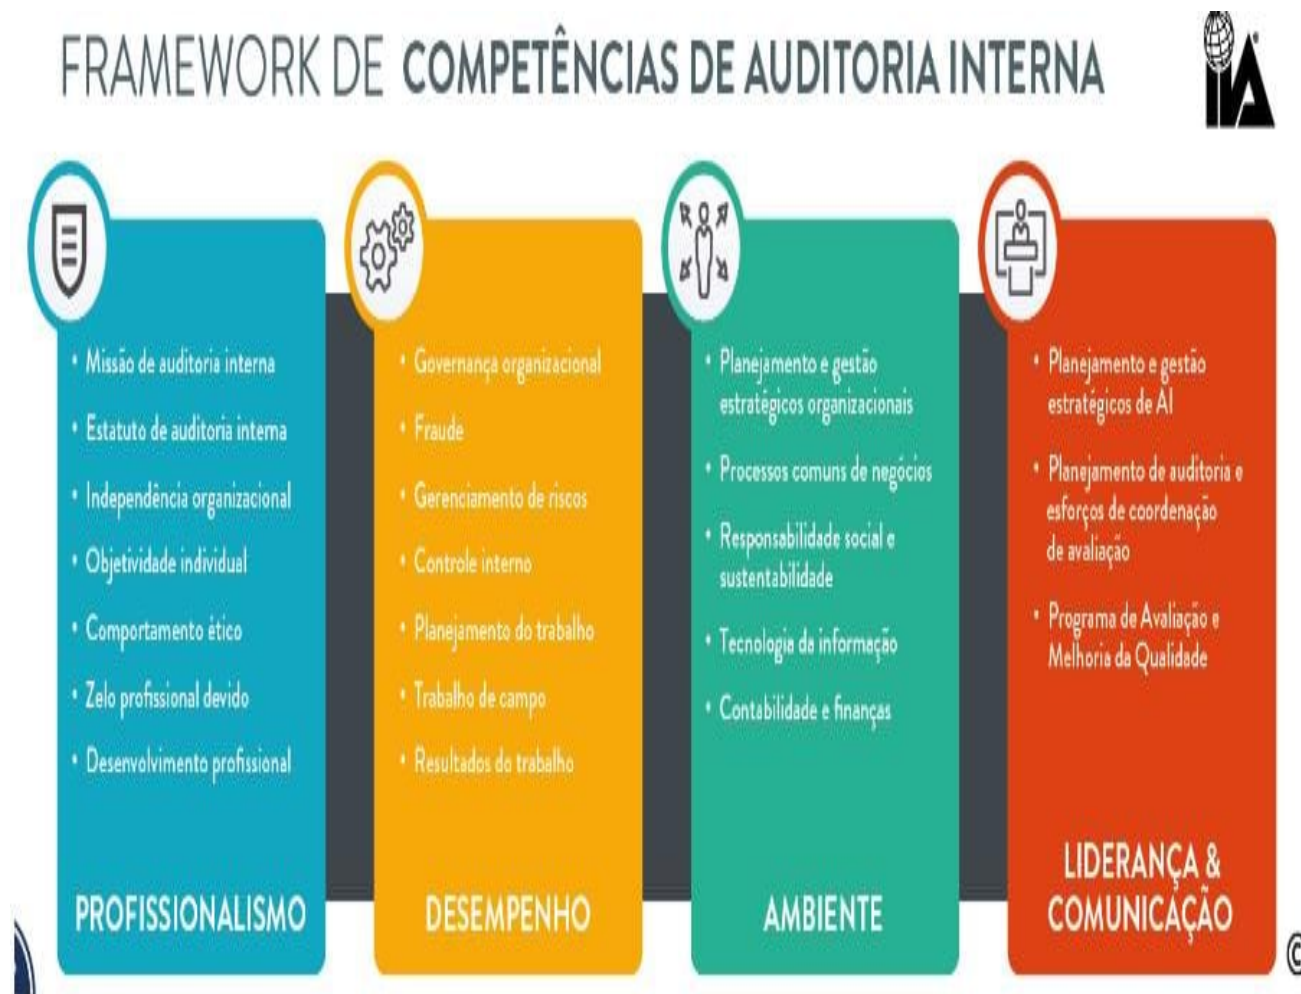 FRAMEWORK DE COMPETÊNCIAS DE AUDITORIA INTERNA
IIA
• Missão de auditoria interna
• Estatuto de auditoria interna
• Independência organizacional
• Objetividade individual
• Comportamento ético
• Zelo profissional devido
• Desenvolvimento profissional
PROFISSIONALISMO
• Governança organizacional
• Fraude
• Gerenciamento de riscos
• Controle interno
• Planejamento do trabalho
• Trabalho de campo
• Resultados do trabalho
DESEMPENHO
• Planejamento e gestão
estratégicos organizacionais
• Processos comuns de negócios
• Responsabilidade social e
sustentabilidade
• Tecnologia da informação
• Contabilidade e finanças
AMBIENTE
• Planejamento e gestão
estratégicos de AI
• Planejamento de auditoria e
esforços de coordenação
de avaliação
• Programa de Avaliação e
Melhoria da Qualidade
LIDERANÇA &
COMUNICAÇÃO
©